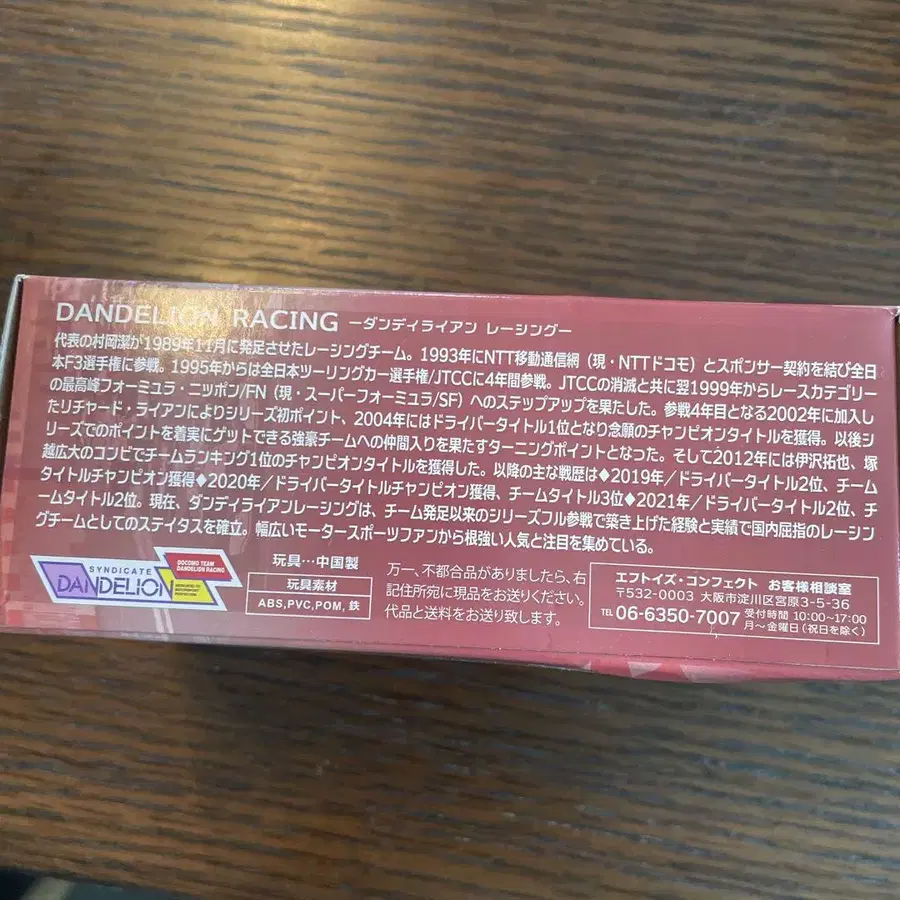 DANDELION RACING ーダンディライアン レーシングー
代表の村岡潔が1989年11月に発足させたレーシングチーム。1993年にNTT移動通信網（現・NTTドコモ）とスポンサー契約を結び全日
本F3選手権に参戦。1995年からは全日本ツーリングカー選手権/JTCCに4年間参戦。JTCCの消滅と共に翌1999年からレースカテゴリー
の最高峰フォーミュラ・ニッポン/FN（現・スーパーフォーミュラ/SF）へのステップアップを果たした。参戦4年目となる2002年に加入し
たリチャード・ライアンによりシリーズ初ポイント、2004年にはドライバータイトル1位となり念願のチャンピオンタイトルを獲得。以後シ
リーズでのポイントを着実にゲットできる強豪チームへの仲間入りを果たすターニングポイントとなった。そして2012年には伊沢拓也、塚
越広大のコンビでチームランキング1位のチャンピオンタイトルを獲得した。以降の主な戦歴は◆2019年／ドライバータイトル2位、チーム
タイトルチャンピオン獲得◆2020年／ドライバータイトルチャンピオン獲得、チームタイトル3位◆2021年／ドライバータイトル2位、チ
ームタイトル2位。現在、ダンディライアンレーシングは、チーム発足以来のシリーズフル参戦で築き上げた経験と実績で国内屈指のレーシン
グチームとしてのステイタスを確立。幅広いモータースポーツファンから根強い人気と注目を集めている。
SYNDICATE
DANDELION
DOCOMO TEAM
DANDELION RACING
玩具…中国製
玩具素材
ABS,PVC,POM,鉄
万一、不都合品がありましたら、右
記住所宛に現品をお送りください。
代品と送料をお送り致します。
エフトイズ・コンフェクト お客様相談室
〒532-0003 大阪市淀川区宮原3-5-36
TEL 06-6350-7007 受付時間 10:00～17:00
月～金曜日（祝日を除く）